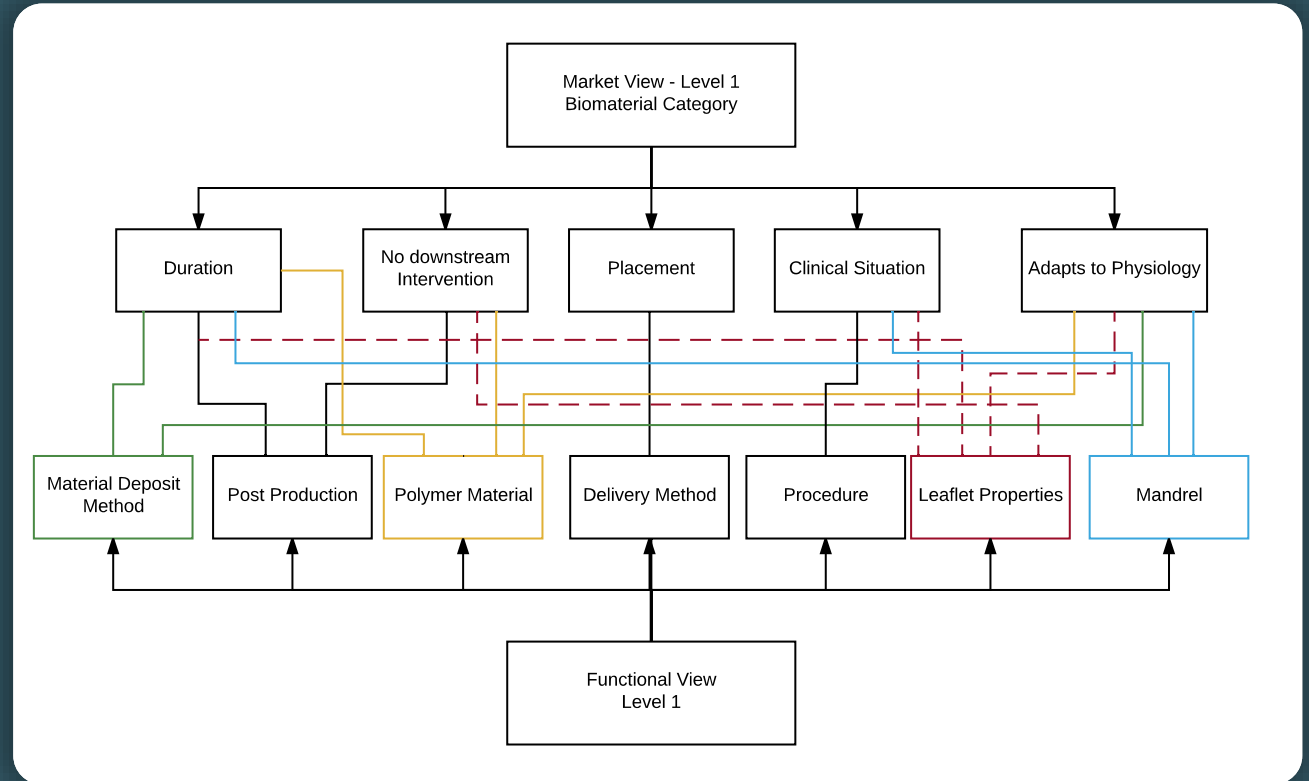 Market View - Level 1
Biomaterial Category
Duration
No downstream
Intervention
Placement
Clinical Situation
Adapts to Physiology
Material Deposit
Method
Post Production
Polymer Material
Delivery Method
Procedure
Leaflet Properties
Mandrel
Functional View
Level 1